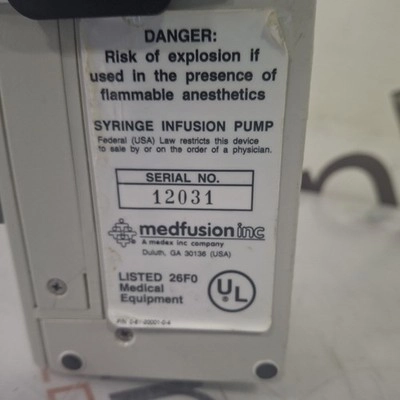 DANGER:
Risk of explosion if
used in the presence of
flammable anesthetics
SYRINGE INFUSION PUMP
Federal (USA) Law restricts this device
to sale by or on the order of a physician.
SERIAL NO.
12031
medfusion inc
A medex inc company
Duluth, GA 30136 (USA)
LISTED 26F0
Medical
Equipment
UL
P/N